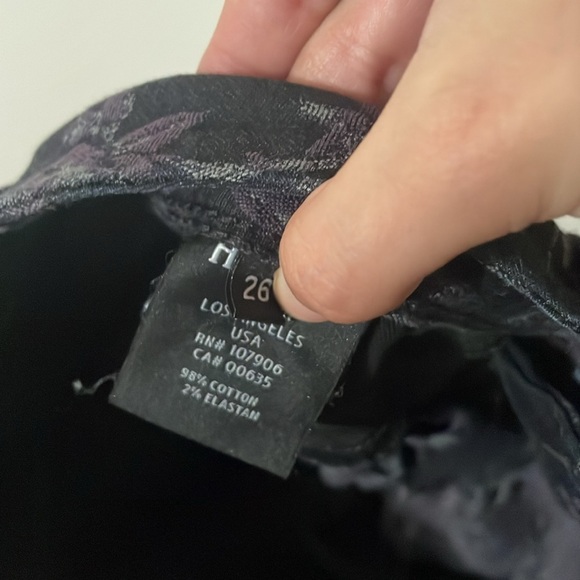 26
LOS ANGELES
USA
RN# 107906
CA# 00635
98% COTTON
2% ELASTAN